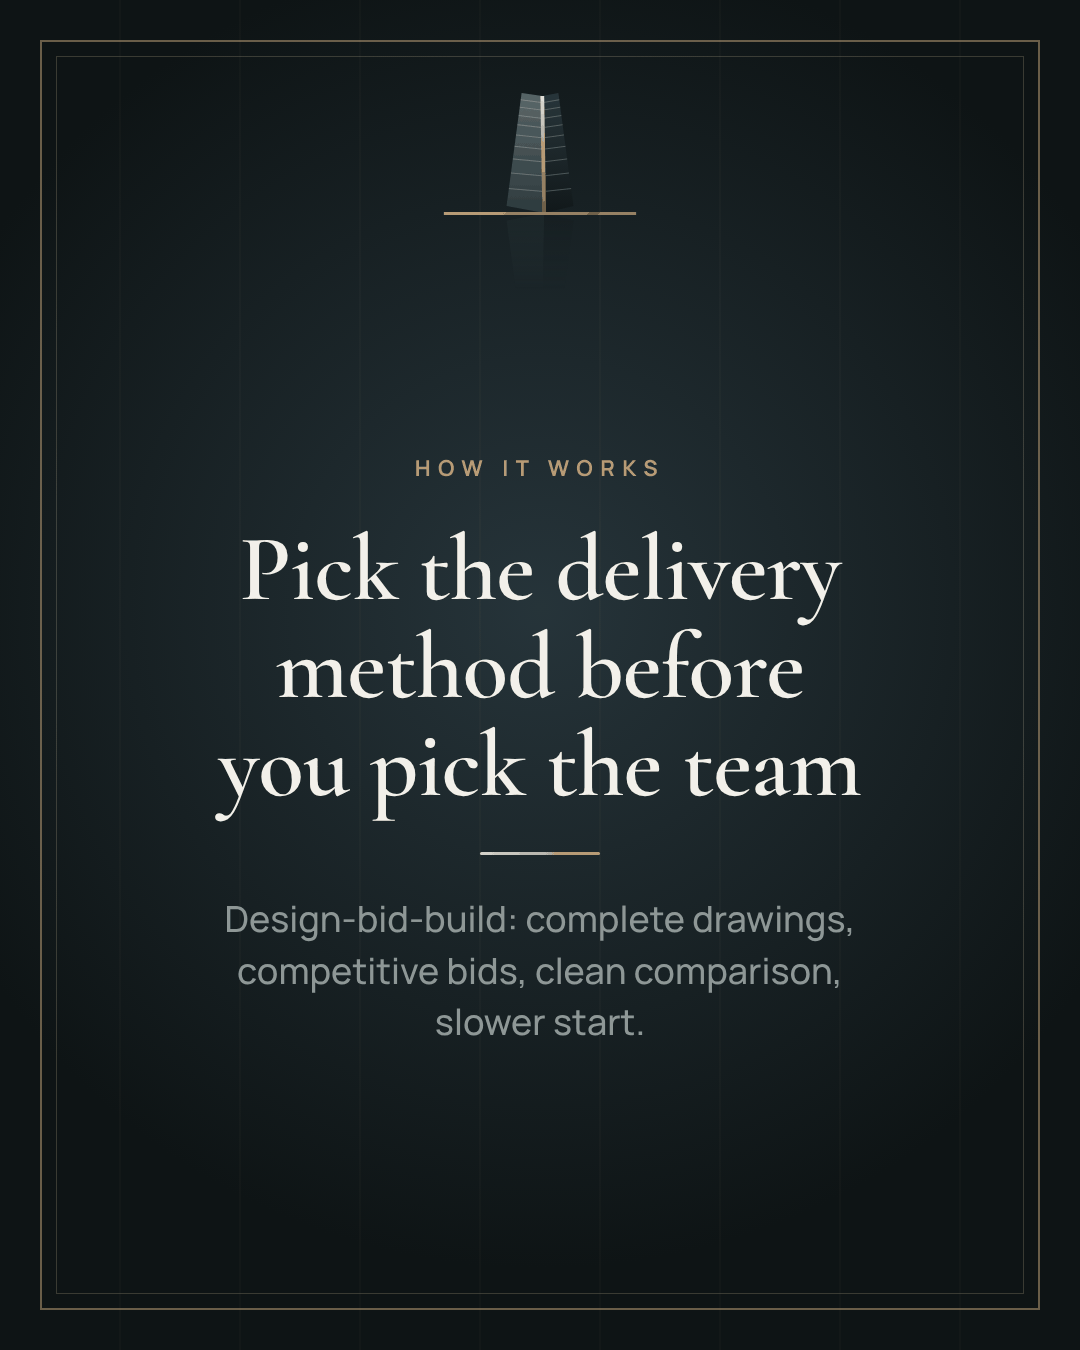 HOW IT WORKS
Pick the delivery
method before
you pick the team
Design-bid-build: complete drawings,
competitive bids, clean comparison,
slower start.